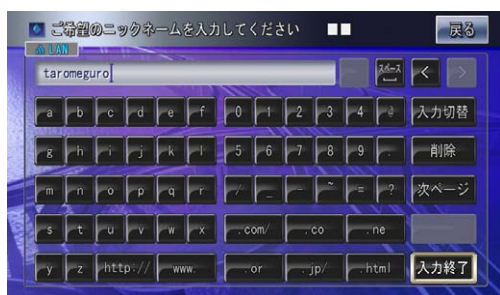 ご希望のニックネームを入力してください 戻る
LAN
taromeguro スペース < >
a b c d e f 0 1 2 3 4 @ 入力切替
g h i j k l 5 6 7 8 9 . 削除
m n o p q r / _ - ~ = ? 次ページ
s t u v w x .com/ .co .ne
y z http:// www. .or .jp/ .html 入力終了